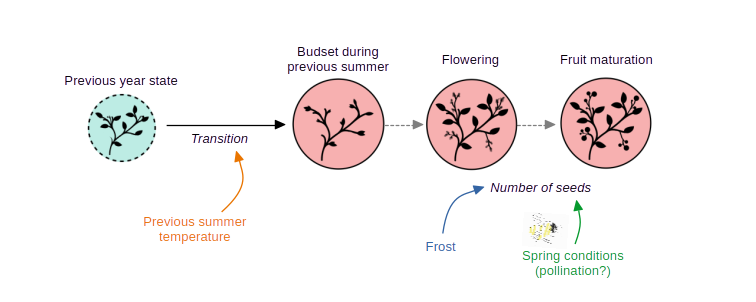 Previous year state
Budset during
previous summer
Flowering
Fruit maturation
Transition
Number of seeds
Previous summer
temperature
Frost
Spring conditions
(pollination?)